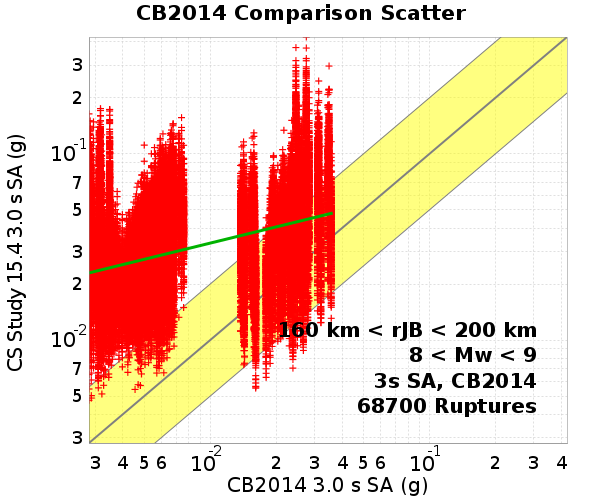 CB2014 Comparison Scatter
3
2
10-1
7
5
3
2
10-2
7
5
3
CS Study 15.4 3.0 s SA (g)
160 km < rJB < 200 km
8 < Mw < 9
3s SA, CB2014
68700 Ruptures
3 4 5 6 10-2 2 3 4 5 6 10-1 2 3 4
CB2014 3.0 s SA (g)